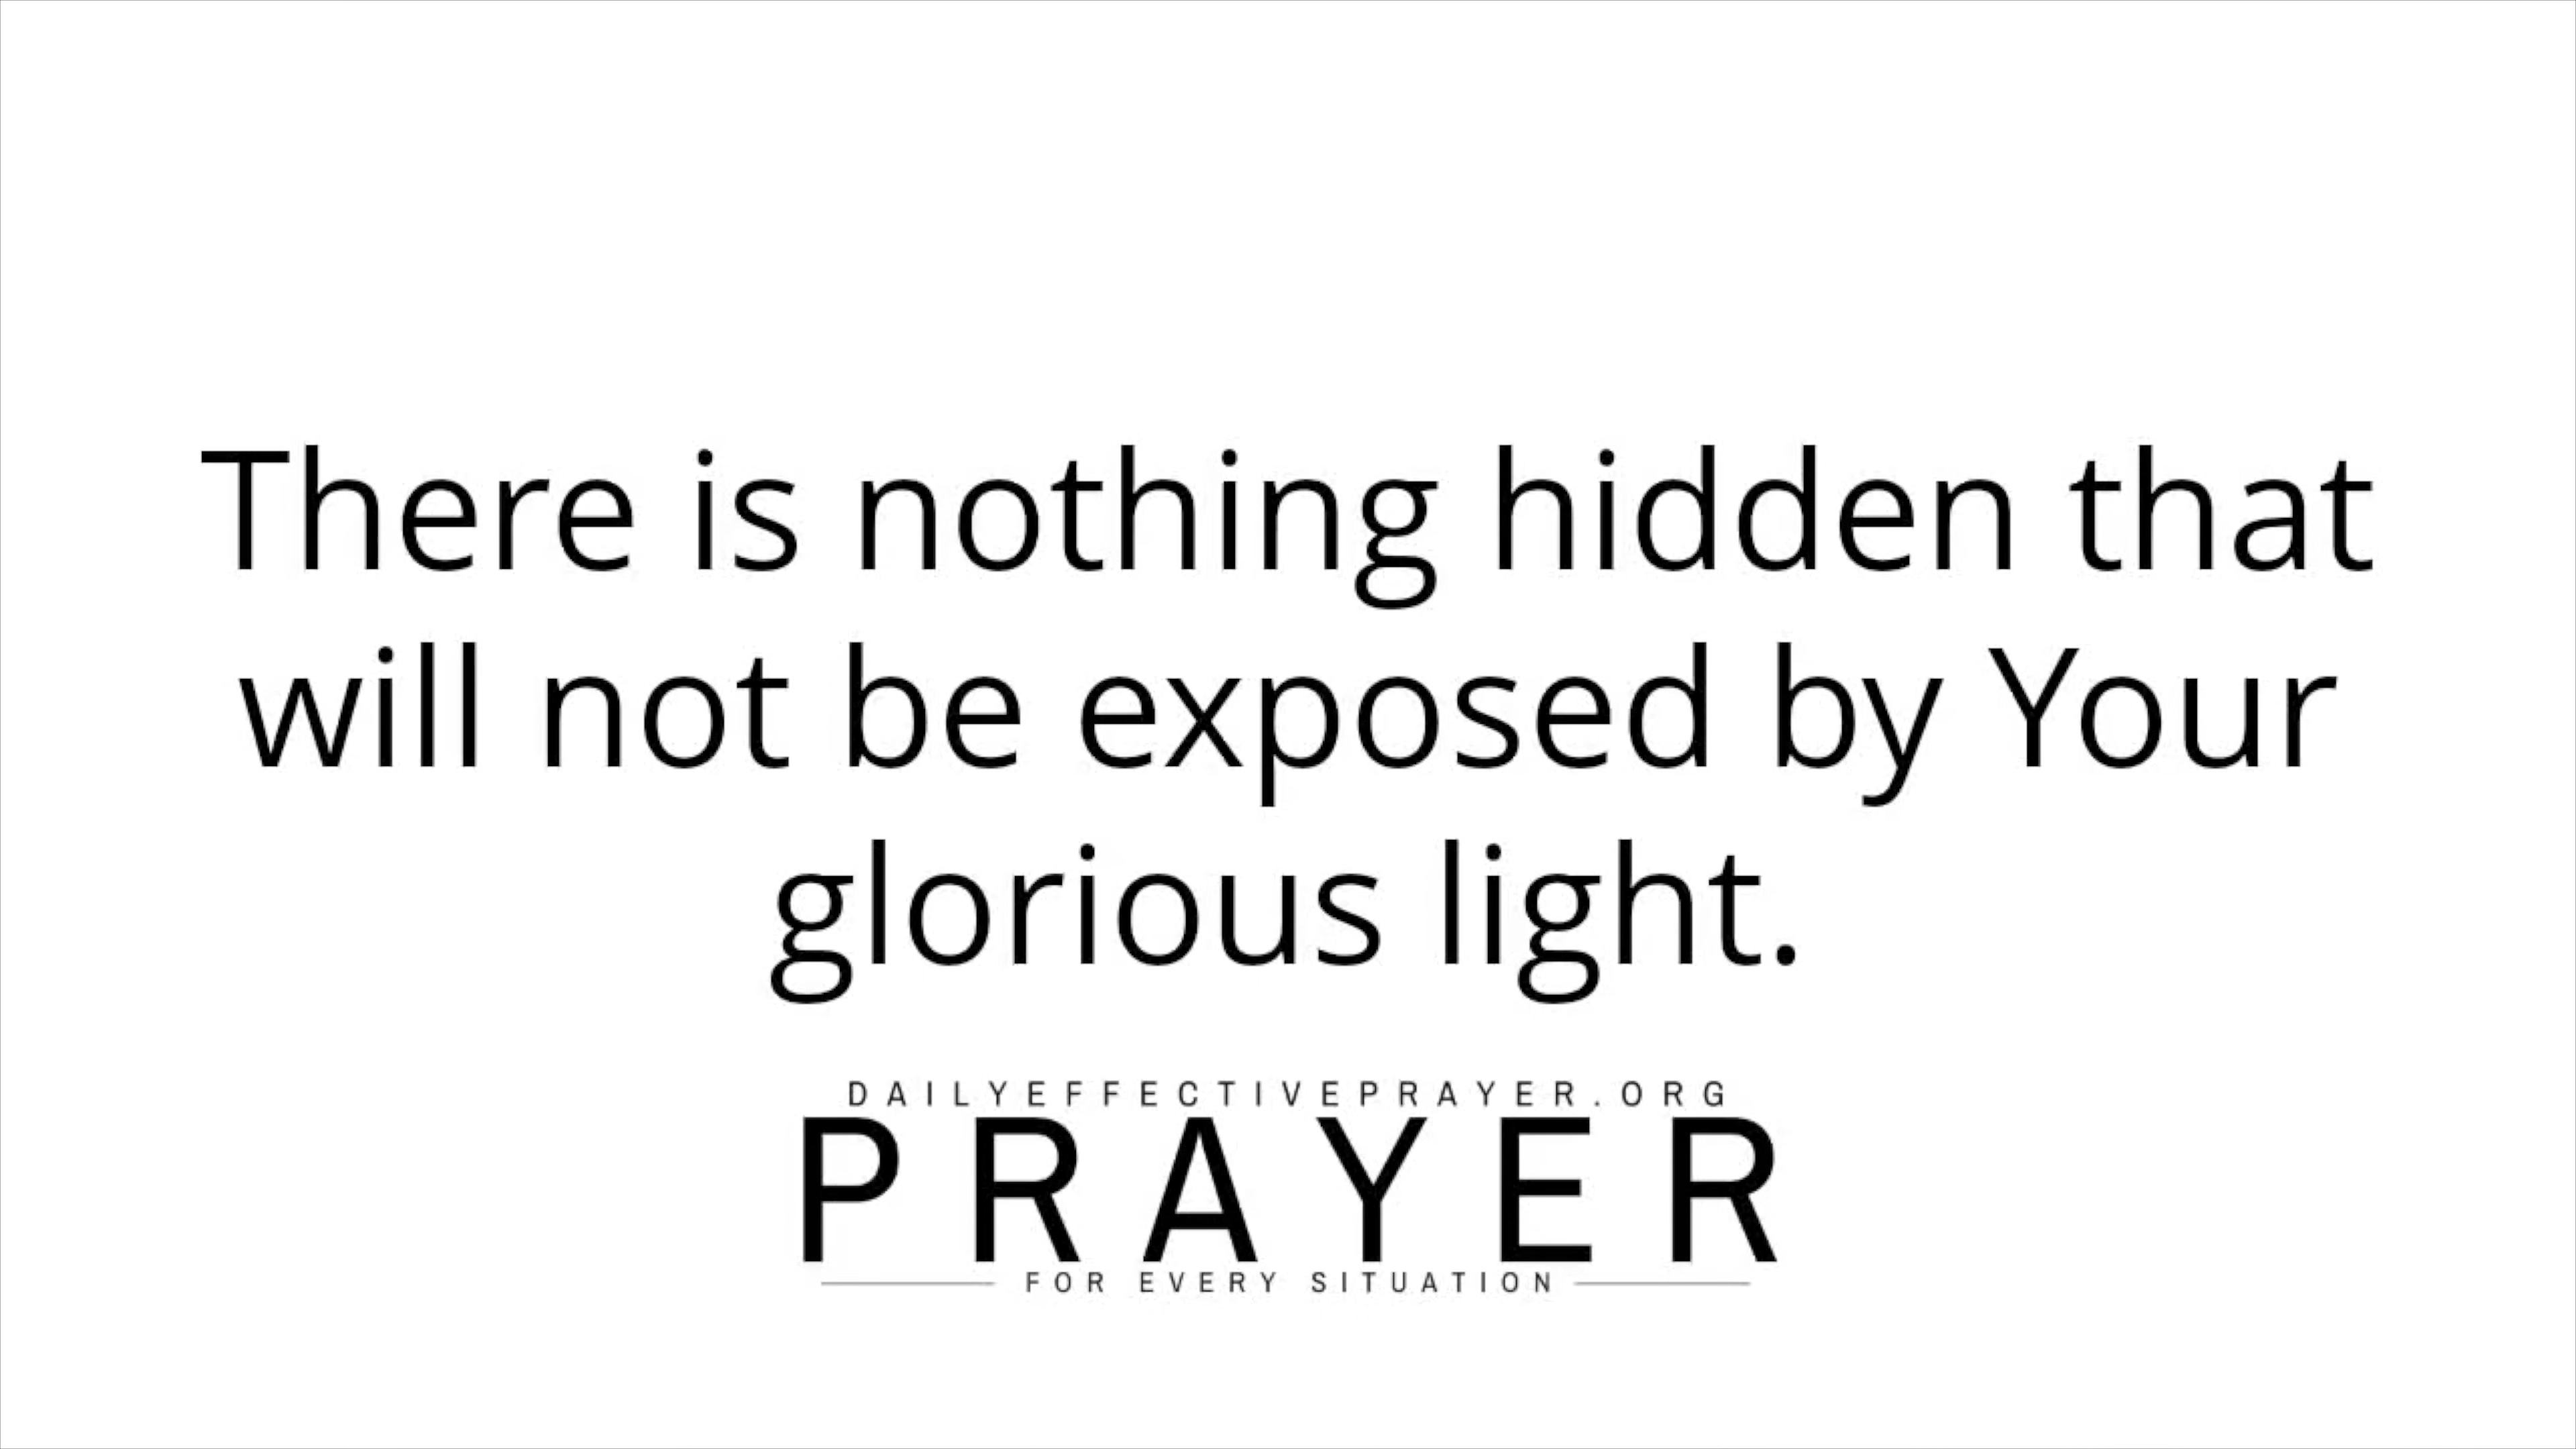 There is nothing hidden that
will not be exposed by Your
glorious light.
DAILYEFFECTIVEPRAYER.ORG
PRAYER
FOR EVERY SITUATION